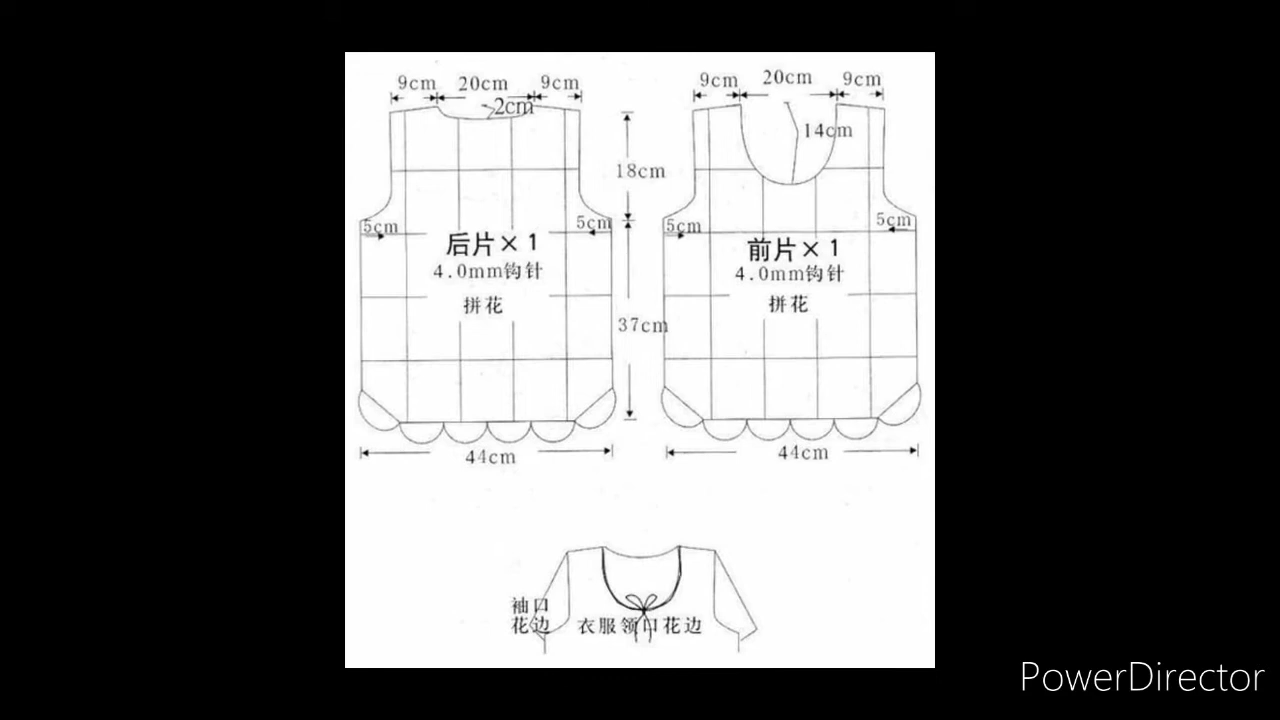 9cm 20cm 9cm
2cm
18cm
5cm 5cm
后片×1
4.0mm钩针
拼花
37cm
44cm
9cm 20cm 9cm
14cm
5cm 5cm
前片×1
4.0mm钩针
拼花
44cm
袖口
花边
衣服领口花边
PowerDirector